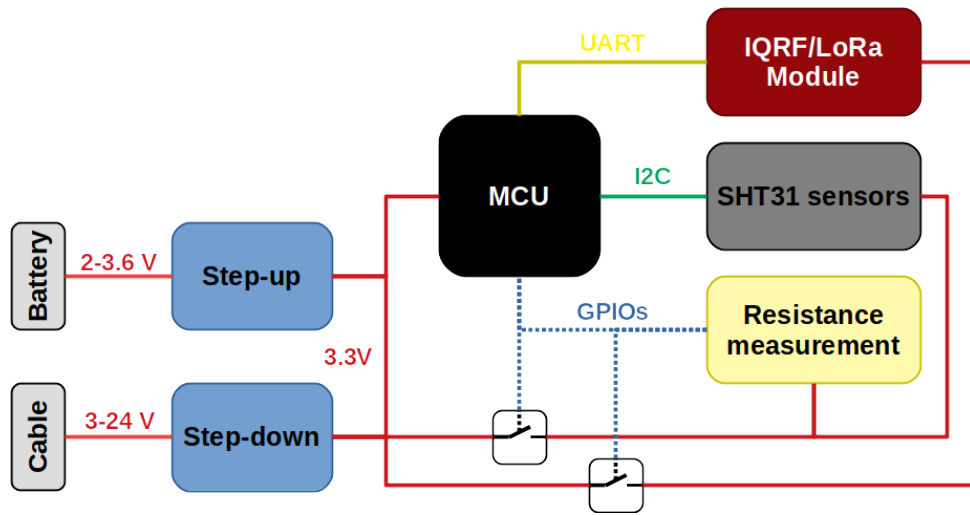 UART
IQRF/LoRa
Module
MCU
I2C
SHT31 sensors
Battery
2-3.6 V
Step-up
GPIOs
Resistance
measurement
3.3V
Cable
3-24 V
Step-down